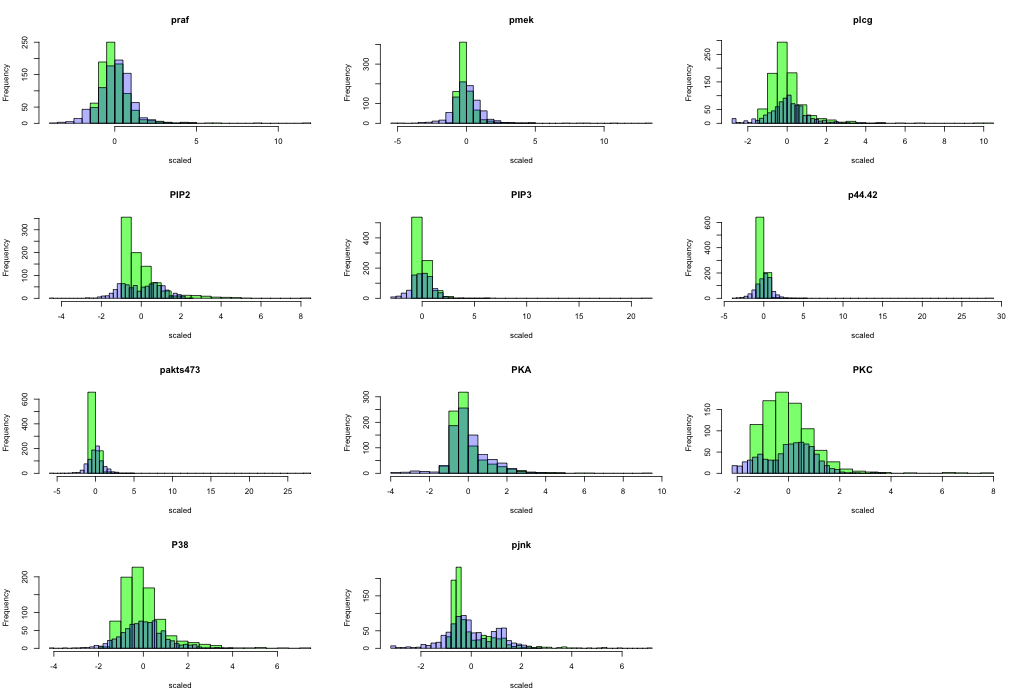 praf
pmek
plcg
Frequency
0 50 150 250
0 5 10
scaled
Frequency
0 100 300
-5 0 5 10
scaled
Frequency
0 50 150 250
-2 0 2 4 6 8 10
scaled
PIP2
PIP3
p44.42
Frequency
0 100 200 300
-4 -2 0 2 4 6 8
scaled
Frequency
0 200 400
0 5 10 15 20
scaled
Frequency
0 200 400 600
-5 0 5 10 15 20 25 30
scaled
pakts473
PKA
PKC
Frequency
0 200 400 600
-5 0 5 10 15 20 25
scaled
Frequency
0 100 200 300
-4 -2 0 2 4 6 8 10
scaled
Frequency
0 50 100 150
-2 0 2 4 6 8
scaled
P38
pjnk
Frequency
0 50 100 200
-4 -2 0 2 4 6
scaled
Frequency
0 50 150
-2 0 2 4 6
scaled